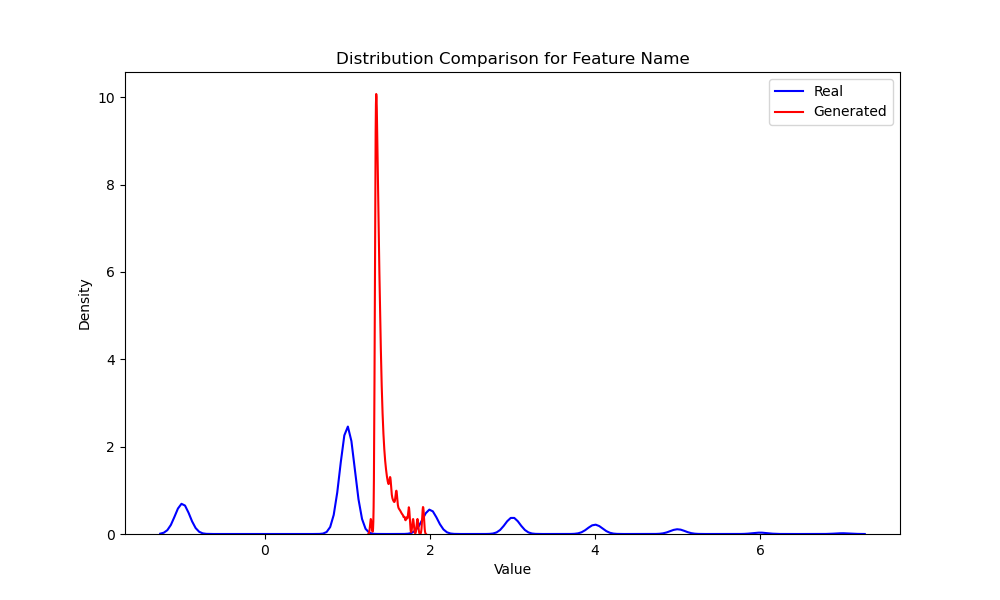 Distribution Comparison for Feature Name
Real
Generated
10
8
6
4
2
0
Density
0
2
4
6
Value